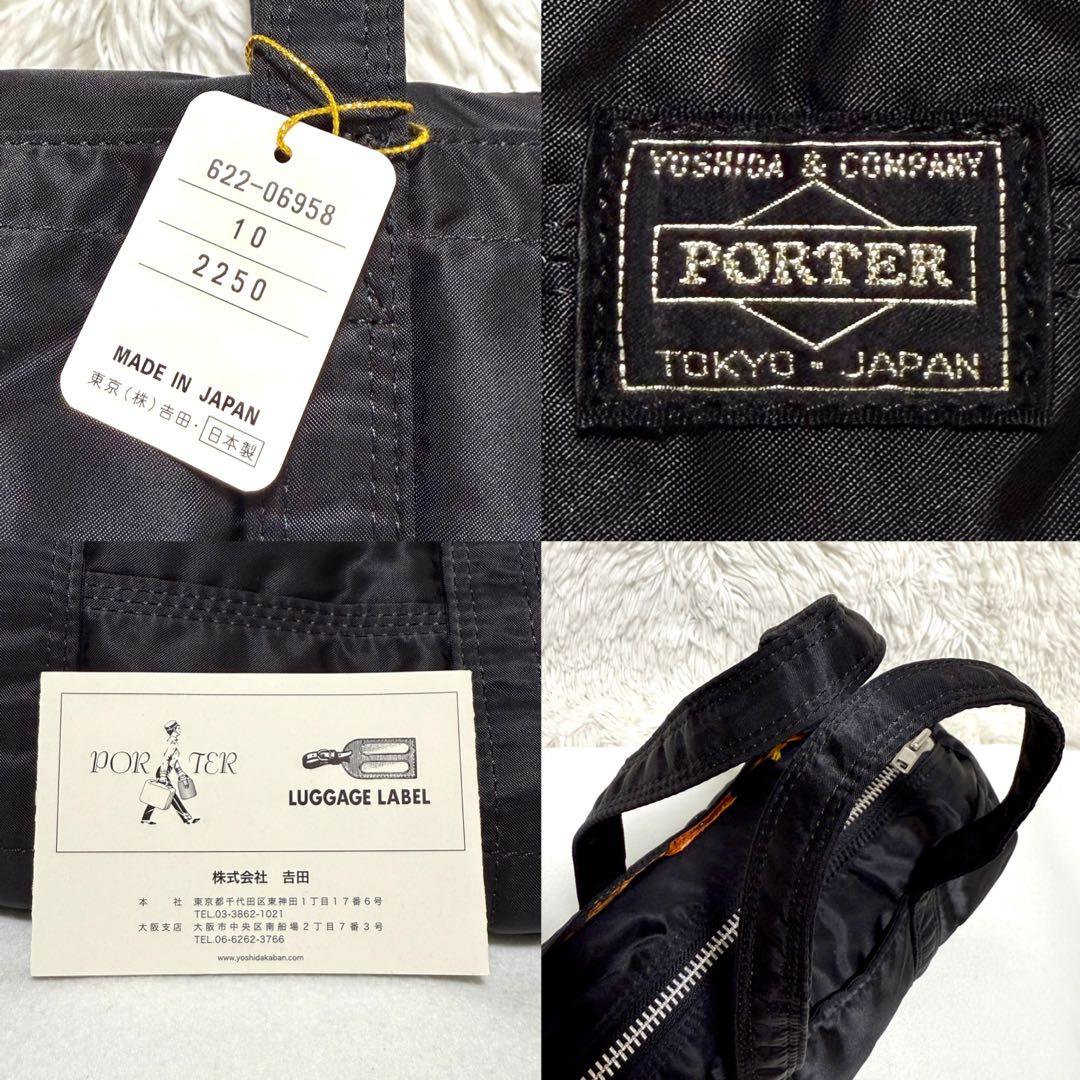 622-06958
10
2250
MADE IN JAPAN
東京(株)吉田・日本製
YOSHIDA & COMPANY
PORTER
TOKYO - JAPAN
PORTER
LUGGAGE LABEL
株式会社 吉田
本 社 東京都千代田区東神田1丁目17番6号
TEL.03-3862-1021
大阪支店 大阪市中央区南船場2丁目7番3号
TEL.06-6262-3766
www.yoshidakaban.com